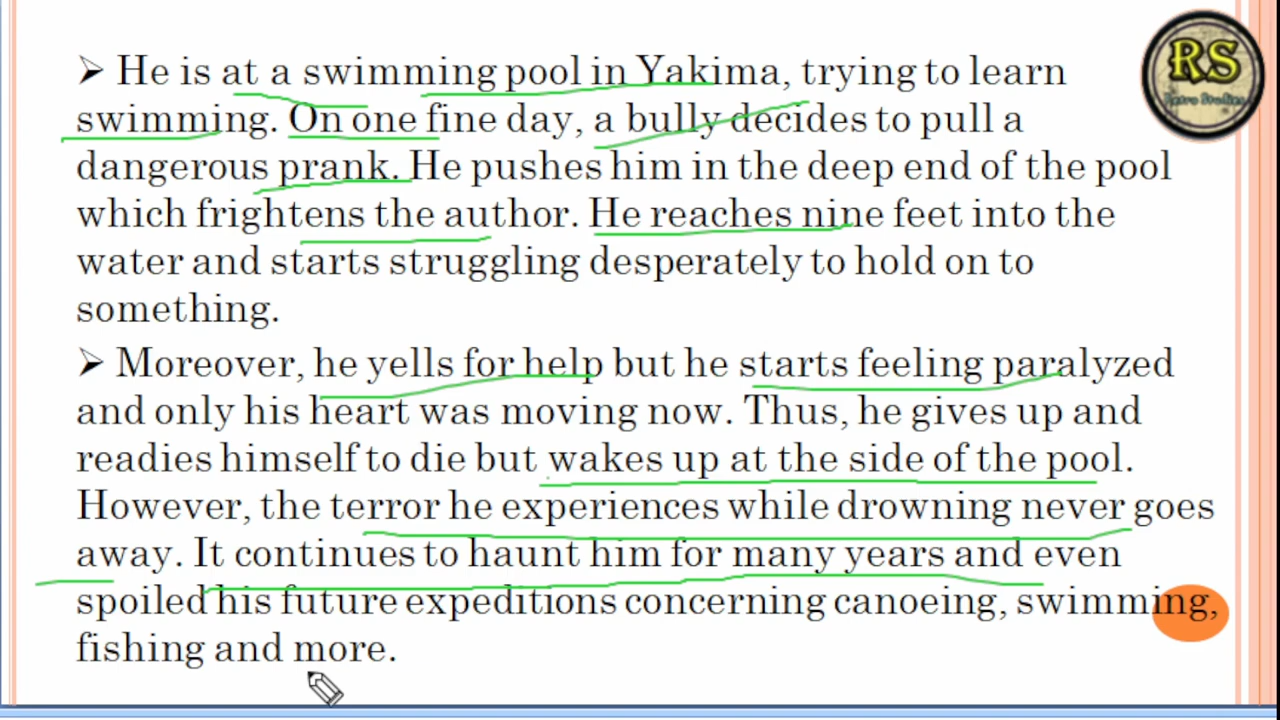 ➢ He is at a swimming pool in Yakima, trying to learn
swimming. On one fine day, a bully decides to pull a
dangerous prank. He pushes him in the deep end of the pool
which frightens the author. He reaches nine feet into the
water and starts struggling desperately to hold on to
something.
➢ Moreover, he yells for help but he starts feeling paralyzed
and only his heart was moving now. Thus, he gives up and
readies himself to die but wakes up at the side of the pool.
However, the terror he experiences while drowning never goes
away. It continues to haunt him for many years and even
spoiled his future expeditions concerning canoeing, swimming,
fishing and more.
RS